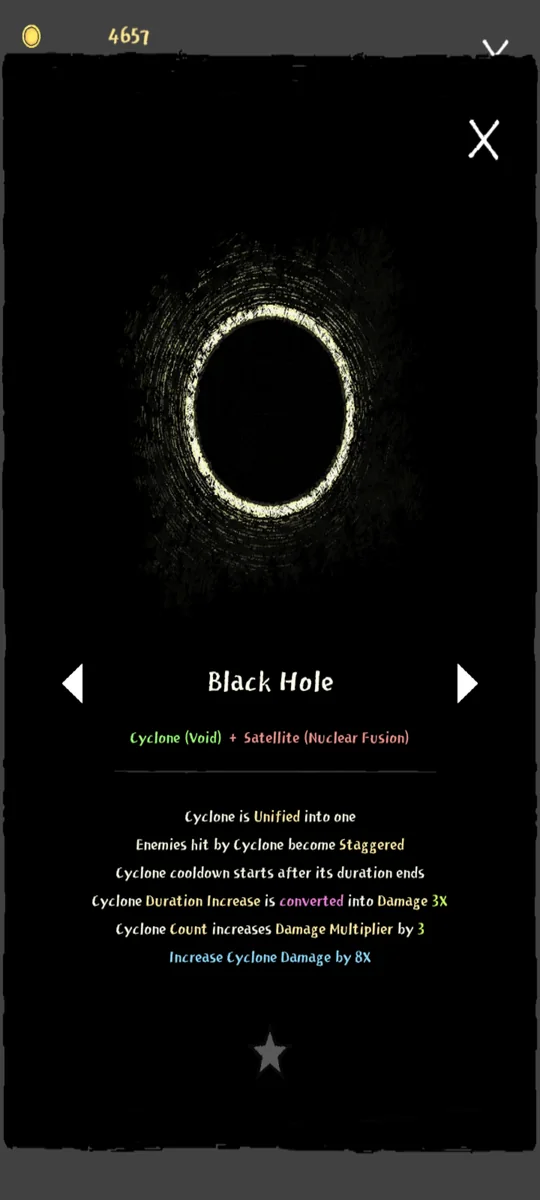 4657
X
Black Hole
Cyclone (Void) + Satellite (Nuclear Fusion)
Cyclone is Unified into one
Enemies hit by Cyclone become Staggered
Cyclone cooldown starts after its duration ends
Cyclone Duration Increase is converted into Damage 3X
Cyclone Count increases Damage Multiplier by 3
Increase Cyclone Damage by 8X